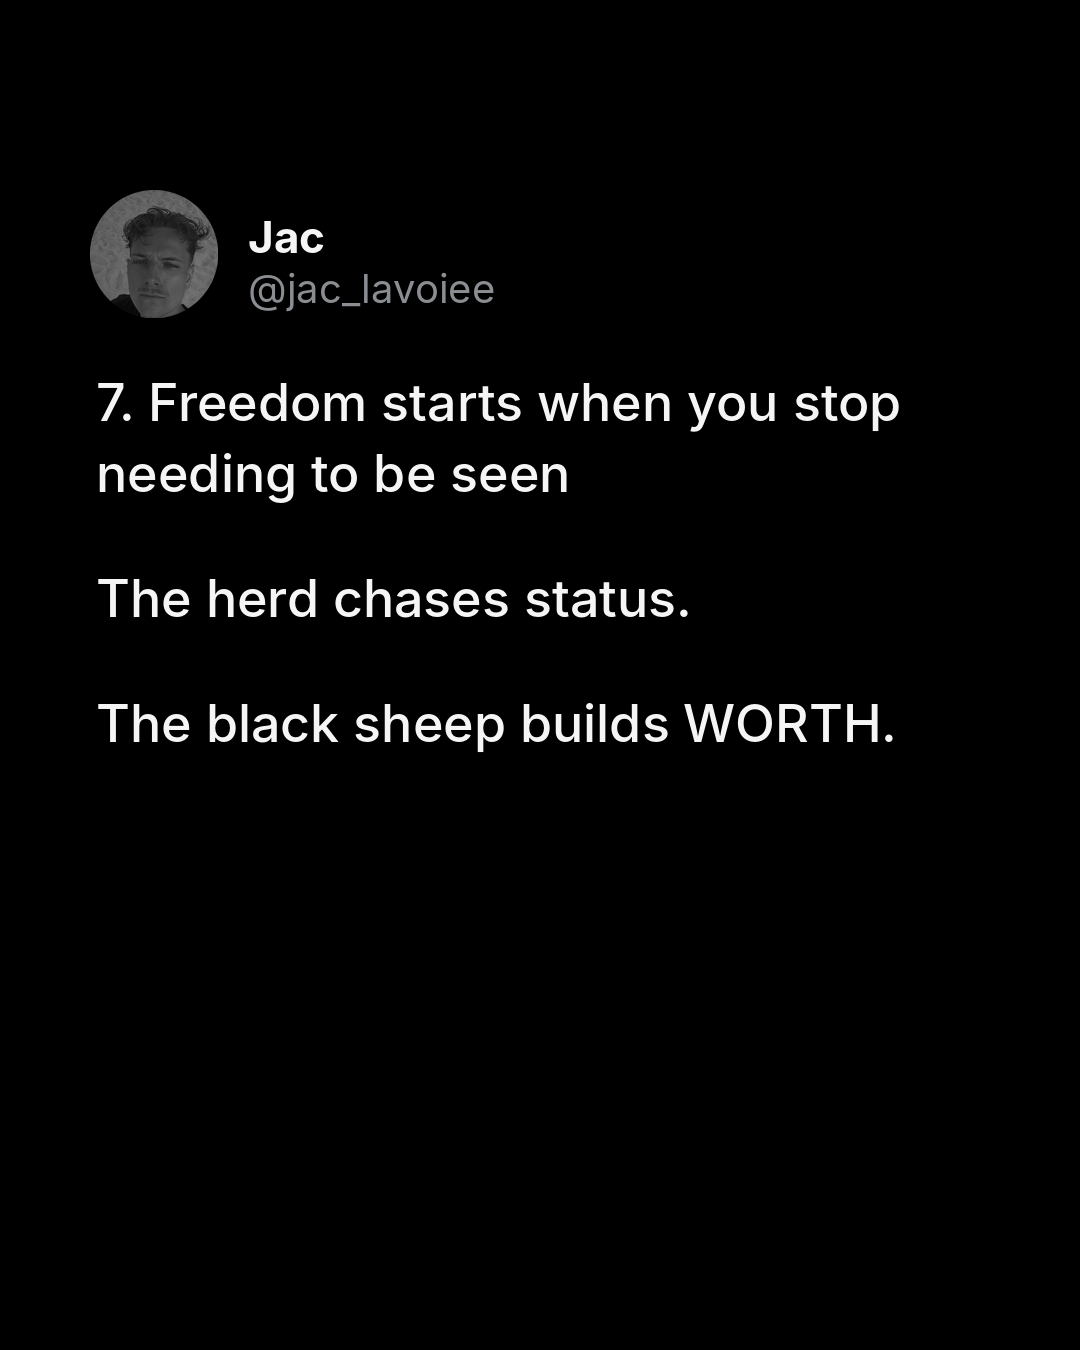 Jac
@jac_lavoiee
7. Freedom starts when you stop
needing to be seen
The herd chases status.
The black sheep builds WORTH.